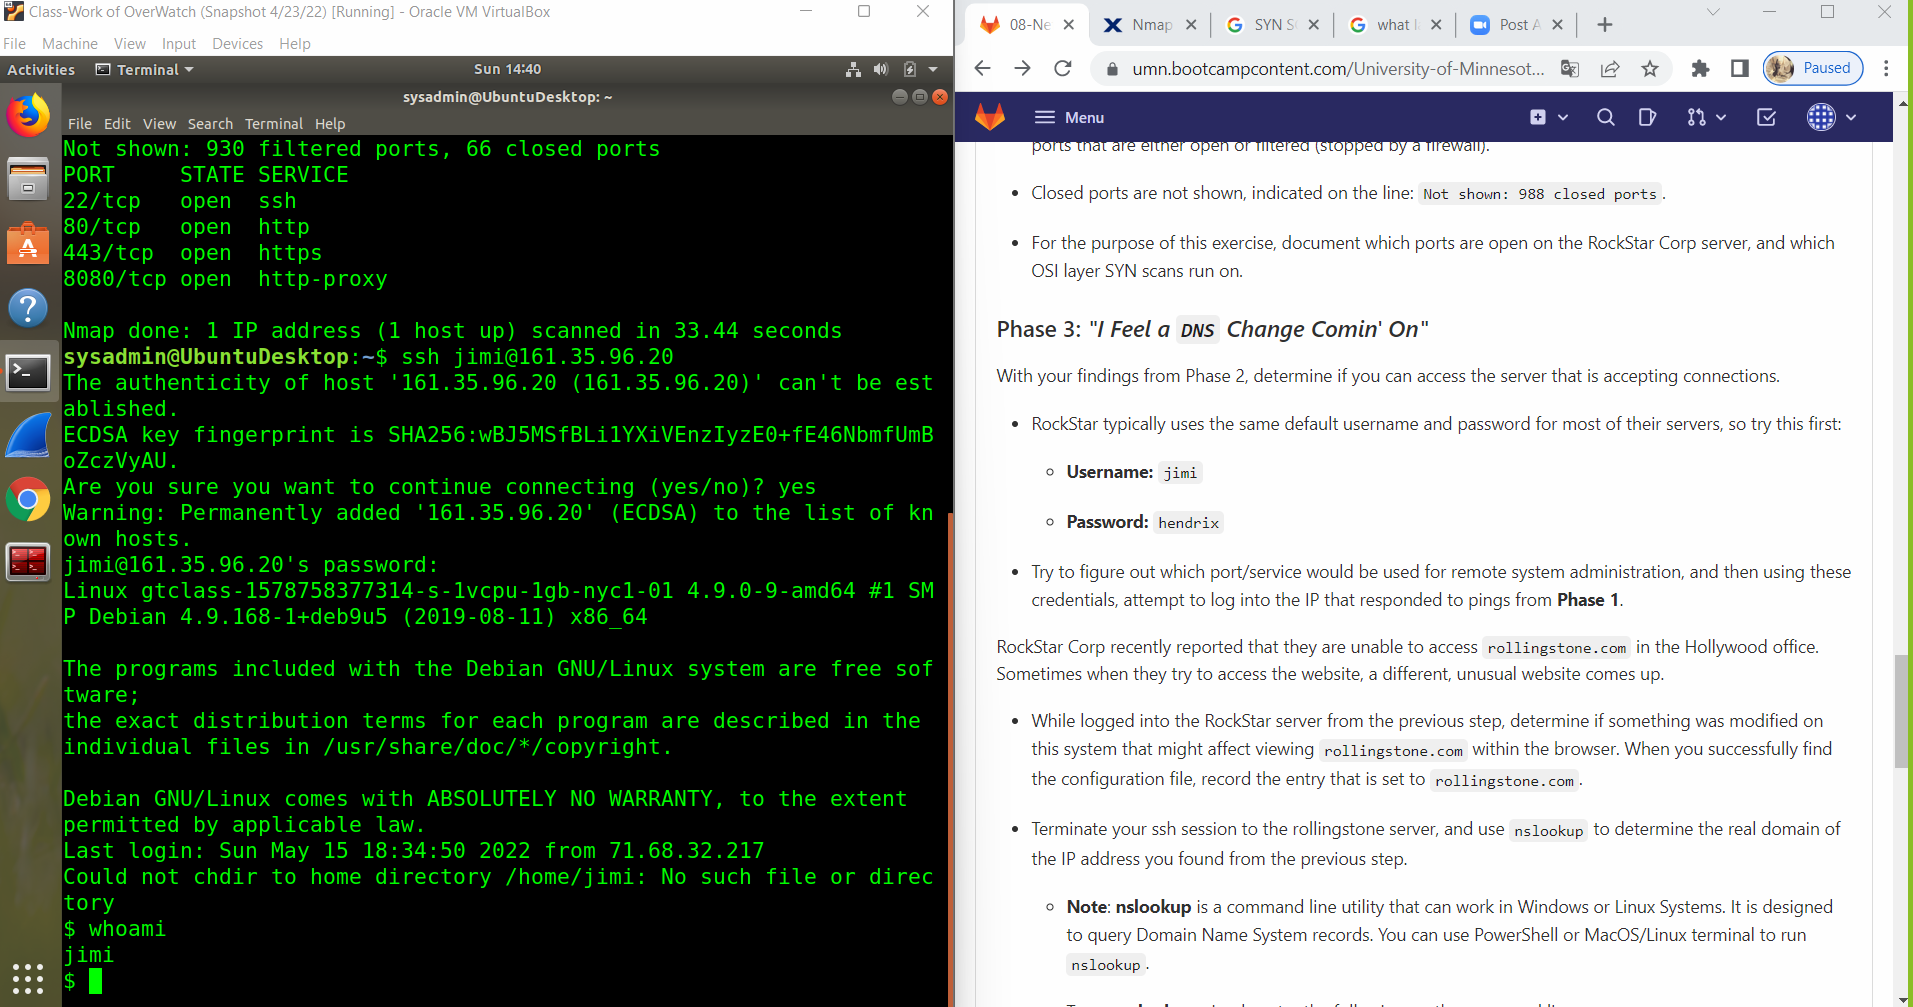 Class-Work of OverWatch (Snapshot 4/23/22) [Running] - Oracle VM VirtualBox
File Machine View Input Devices Help
Activities Terminal Sun 14:40
sysadmin@UbuntuDesktop: ~
File Edit View Search Terminal Help
Not shown: 930 filtered ports, 66 closed ports
PORT STATE SERVICE
22/tcp open ssh
80/tcp open http
443/tcp open https
8080/tcp open http-proxy
Nmap done: 1 IP address (1 host up) scanned in 33.44 seconds
sysadmin@UbuntuDesktop:~$ ssh jimi@161.35.96.20
The authenticity of host '161.35.96.20 (161.35.96.20)' can't be est
ablished.
ECDSA key fingerprint is SHA256:wBJ5MSfBLi1YXiVEnzIyzE0+fE46NbmfUmB
oZczVyAU.
Are you sure you want to continue connecting (yes/no)? yes
Warning: Permanently added '161.35.96.20' (ECDSA) to the list of kn
own hosts.
jimi@161.35.96.20's password:
Linux gtclass-1578758377314-s-1vcpu-1gb-nyc1-01 4.9.0-9-amd64 #1 SM
P Debian 4.9.168-1+deb9u5 (2019-08-11) x86_64
The programs included with the Debian GNU/Linux system are free sof
tware;
the exact distribution terms for each program are described in the
individual files in /usr/share/doc/*/copyright.
Debian GNU/Linux comes with ABSOLUTELY NO WARRANTY, to the extent
permitted by applicable law.
Last login: Sun May 15 18:34:50 2022 from 71.68.32.217
Could not chdir to home directory /home/jimi: No such file or direc
tory
$ whoami
jimi
$
08-Ne Nmap SYN S what Post A
umn.bootcampcontent.com/University-of-Minnesot... Paused
Menu
ports that are either open or filtered (stopped by a firewall).
• Closed ports are not shown, indicated on the line: Not shown: 988 closed ports.
• For the purpose of this exercise, document which ports are open on the RockStar Corp server, and which
OSI layer SYN scans run on.
Phase 3: "I Feel a DNS Change Comin' On"
With your findings from Phase 2, determine if you can access the server that is accepting connections.
• RockStar typically uses the same default username and password for most of their servers, so try this first:
Username: jimi
Password: hendrix
• Try to figure out which port/service would be used for remote system administration, and then using these
credentials, attempt to log into the IP that responded to pings from Phase 1.
RockStar Corp recently reported that they are unable to access rollingstone.com in the Hollywood office.
Sometimes when they try to access the website, a different, unusual website comes up.
• While logged into the RockStar server from the previous step, determine if something was modified on
this system that might affect viewing rollingstone.com within the browser. When you successfully find
the configuration file, record the entry that is set to rollingstone.com.
• Terminate your ssh session to the rollingstone server, and use nslookup to determine the real domain of
the IP address you found from the previous step.
Note: nslookup is a command line utility that can work in Windows or Linux Systems. It is designed
to query Domain Name System records. You can use PowerShell or MacOS/Linux terminal to run
nslookup.